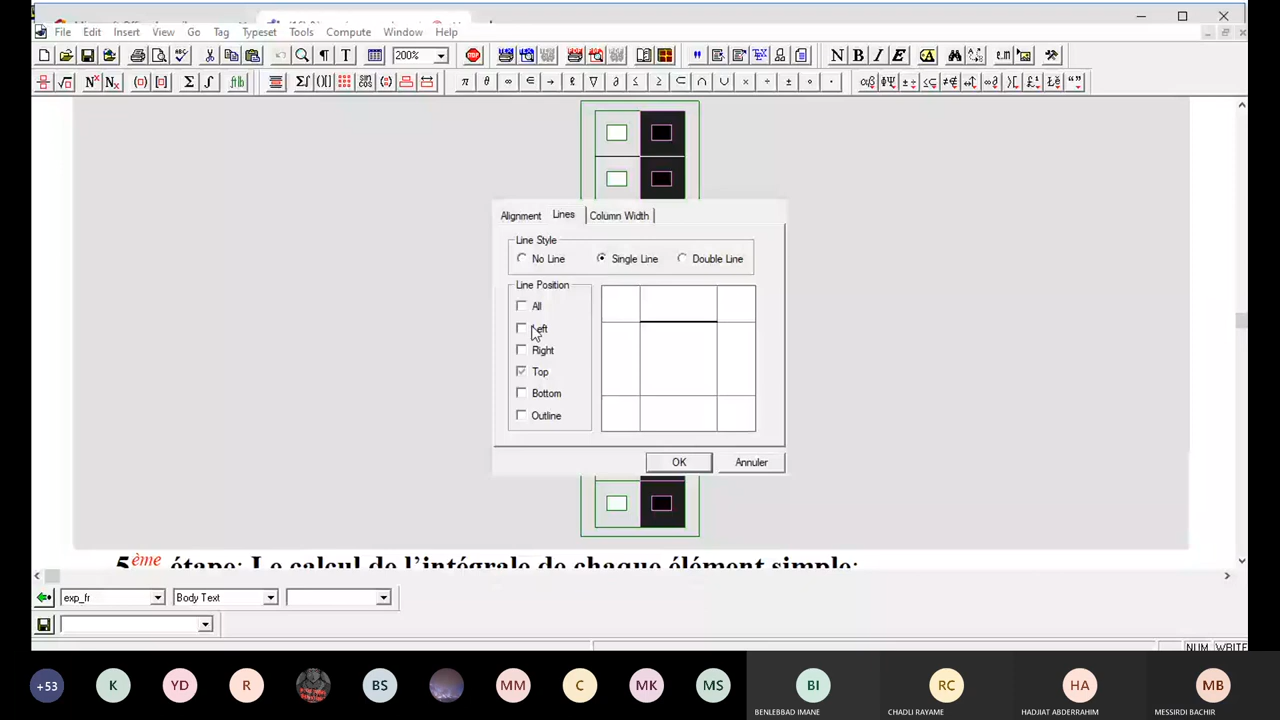 File Edit Insert View Go Tag Typeset Tools Compute Window Help
200%
N B I E
Alignment Lines Column Width
Line Style
No Line Single Line Double Line
Line Position
All
Left
Right
Top
Bottom
Outline
OK Annuler
5ème étape: Le calcul de l'intégrale de chaque élément simple:
exp_fr Body Text
NUM WRITE
+53 K YD R BS MM C MK MS BI RC HA MB
BENLEBBAD IMANE CHADLI RAYAME HADJIAT ABDERRAHIM MESSIRDI BACHIR